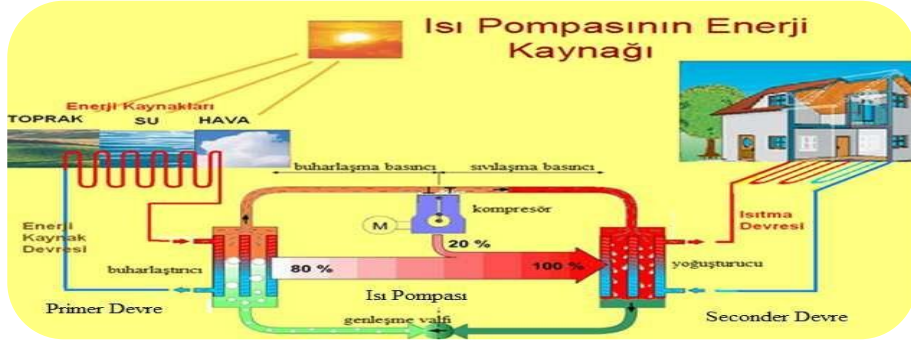 Isı Pompasının Enerji
Kaynağı
Enerji Kaynakları
TOPRAK SU HAVA
buharlaşma basıncı sıvılaşma basıncı
kompresör
M
Enerji
Kaynak
Devresi
Isıtma
Devresi
20 %
buharlaştırıcı
80 %
100 %
yoğuşturucu
Isı Pompası
Primer Devre
Seconder Devre
genleşme valfi